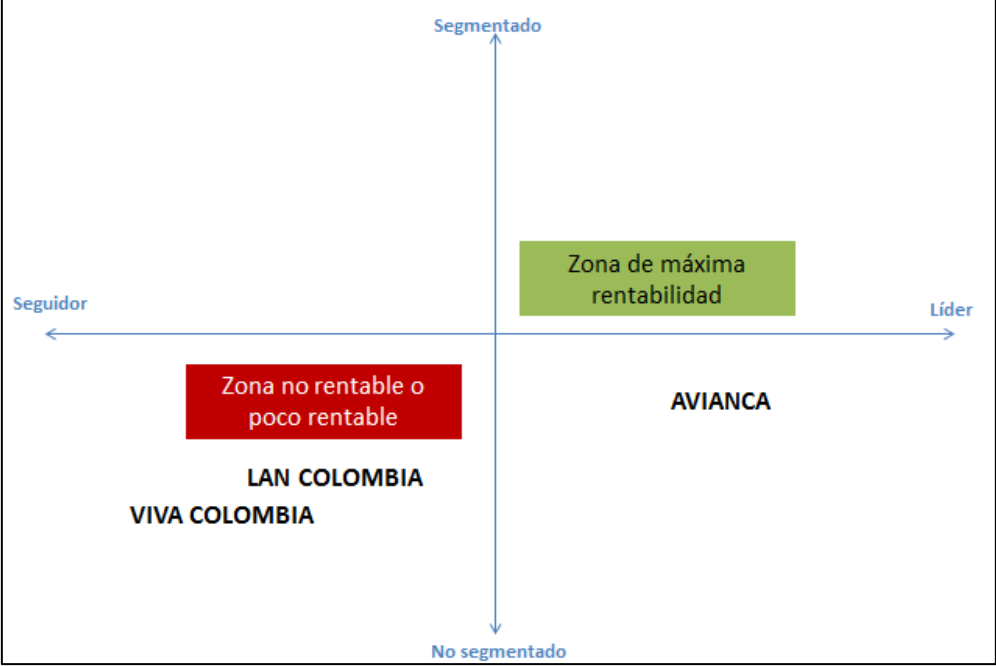 Segmentado
Zona de máxima
rentabilidad
Seguidor
Líder
Zona no rentable o
poco rentable
AVIANCA
LAN COLOMBIA
VIVA COLOMBIA
No segmentado